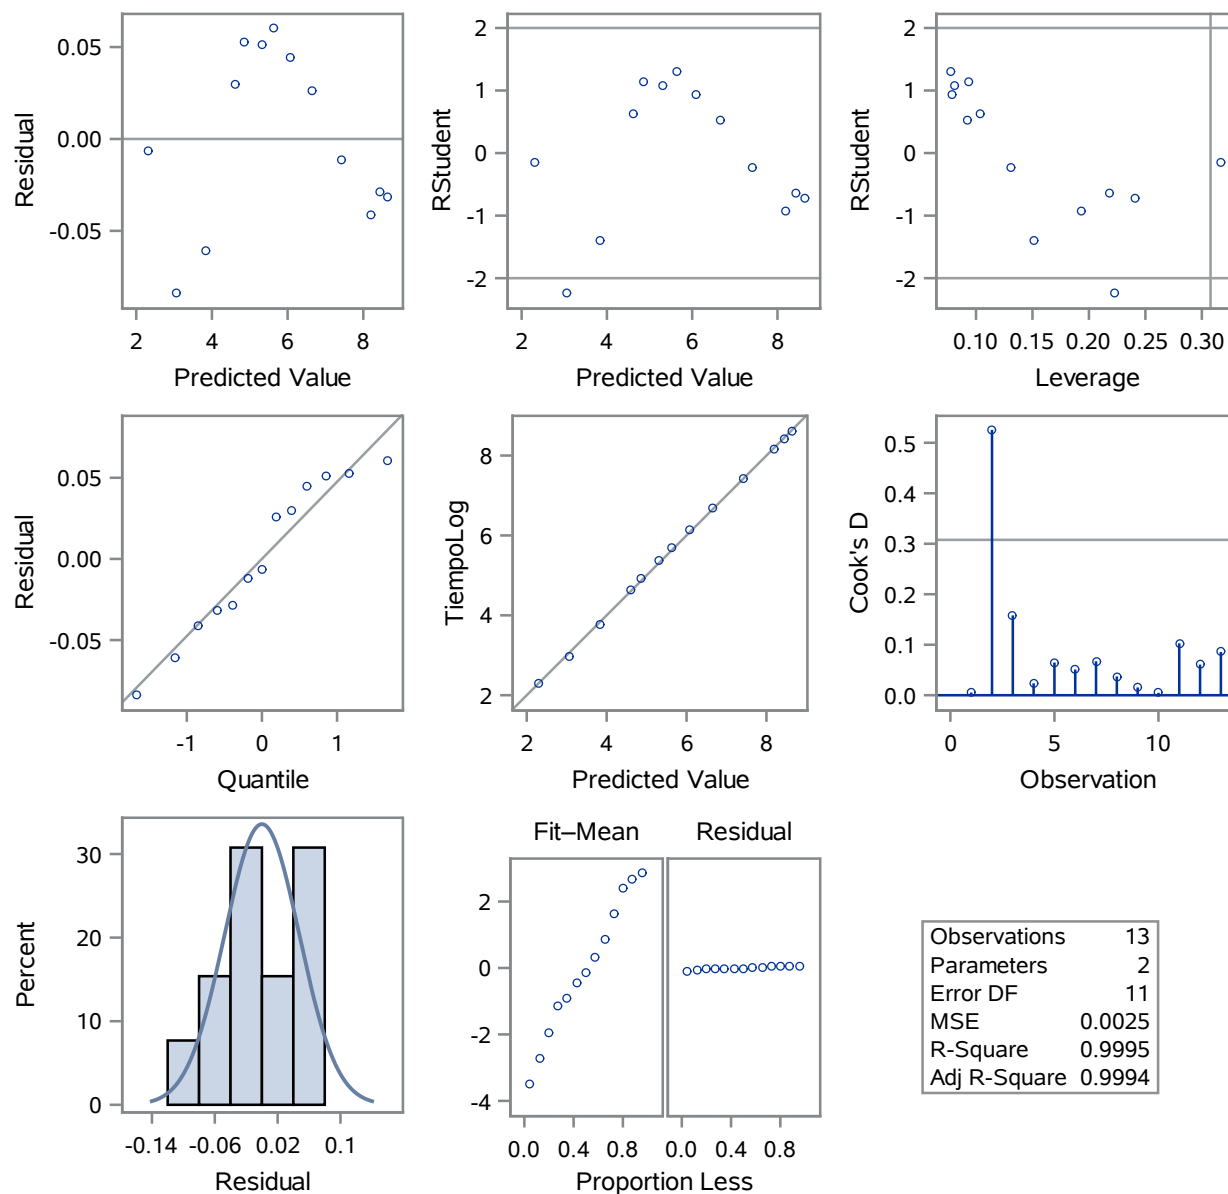 0.05
0.00
-0.05
2 4 6 8
Residual
Predicted Value
2
1
0
-1
-2
2 4 6 8
RStudent
Predicted Value
2
1
0
-1
-2
0.10 0.15 0.20 0.25 0.30
RStudent
Leverage
0.05
0.00
-0.05
-1 0 1
Residual
Quantile
8
6
4
2
2 4 6 8
TiempoLog
Predicted Value
0.5
0.4
0.3
0.2
0.1
0.0
0 5 10
Cook's D
Observation
30
20
10
0
-0.14 -0.06 0.02 0.1
Percent
Residual
Fit–Mean Residual
2
0
-2
-4
0.0 0.4 0.8 0.0 0.4 0.8
Proportion Less
Observations 13
Parameters 2
Error DF 11
MSE 0.0025
R-Square 0.9995
Adj R-Square 0.9994